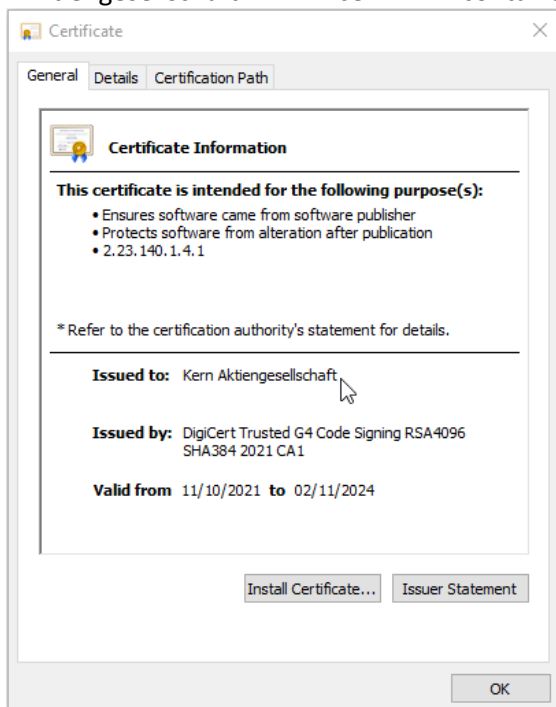 Certificate
General Details Certification Path
Certificate Information
This certificate is intended for the following purpose(s):
• Ensures software came from software publisher
• Protects software from alteration after publication
• 2.23.140.1.4.1
* Refer to the certification authority's statement for details.
Issued to: Kern Aktiengesellschaft
Issued by: DigiCert Trusted G4 Code Signing RSA4096
SHA384 2021 CA1
Valid from 11/10/2021 to 02/11/2024
Install Certificate... Issuer Statement
OK